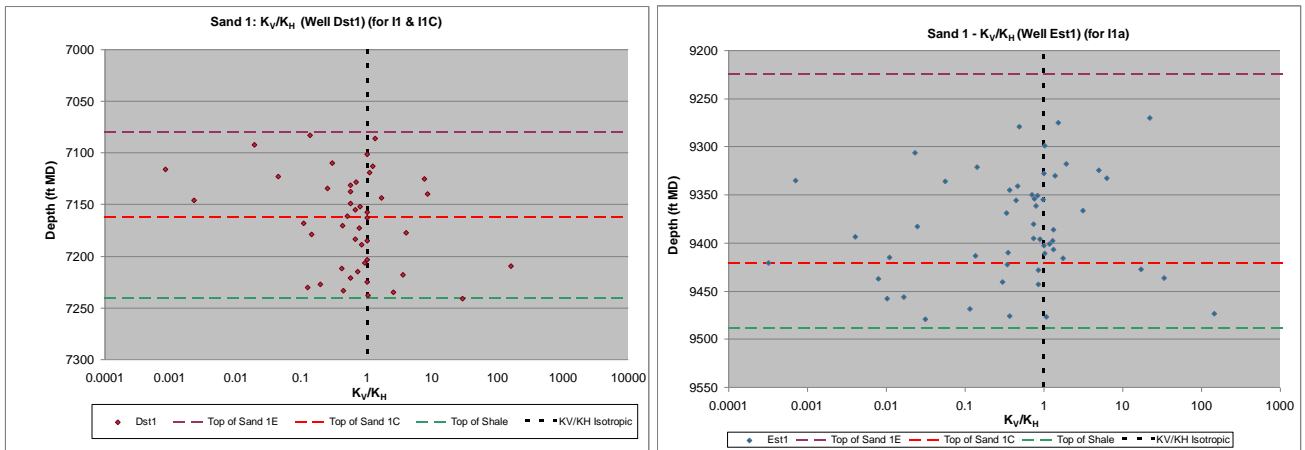 Sand 1: KV/KH (Well Dst1) (for I1 & I1C)
7000
7050
7100
7150
7200
7250
7300
Depth (ft MD)
0.0001 0.001 0.01 0.1 1 10 100 1000 10000
KV/KH
Dst1 Top of Sand 1E Top of Sand 1C Top of Shale KV/KH Isotropic
Sand 1 - KV/KH (Well Est1) (for I1a)
9200
9250
9300
9350
9400
9450
9500
9550
Depth (ft MD)
0.0001 0.001 0.01 0.1 1 10 100 1000
KV/KH
Est1 Top of Sand 1E Top of Sand 1C Top of Shale KV/KH Isotropic